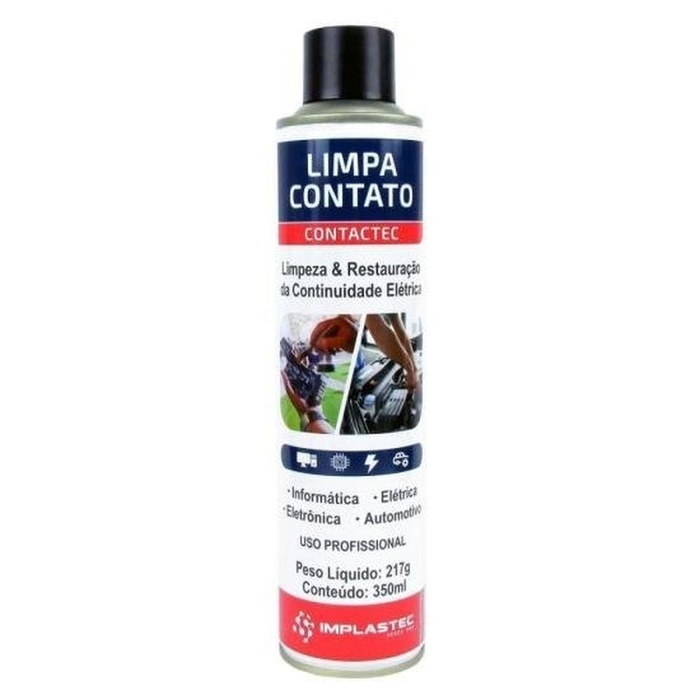 LIMPA
CONTATO
CONTACTEC
Limpeza & Restauração
da Continuidade Elétrica
· Informática · Elétrica
· Eletrônica · Automotivo
USO PROFISSIONAL
Peso Líquido: 217g
Conteúdo: 350ml
IMPLASTEC